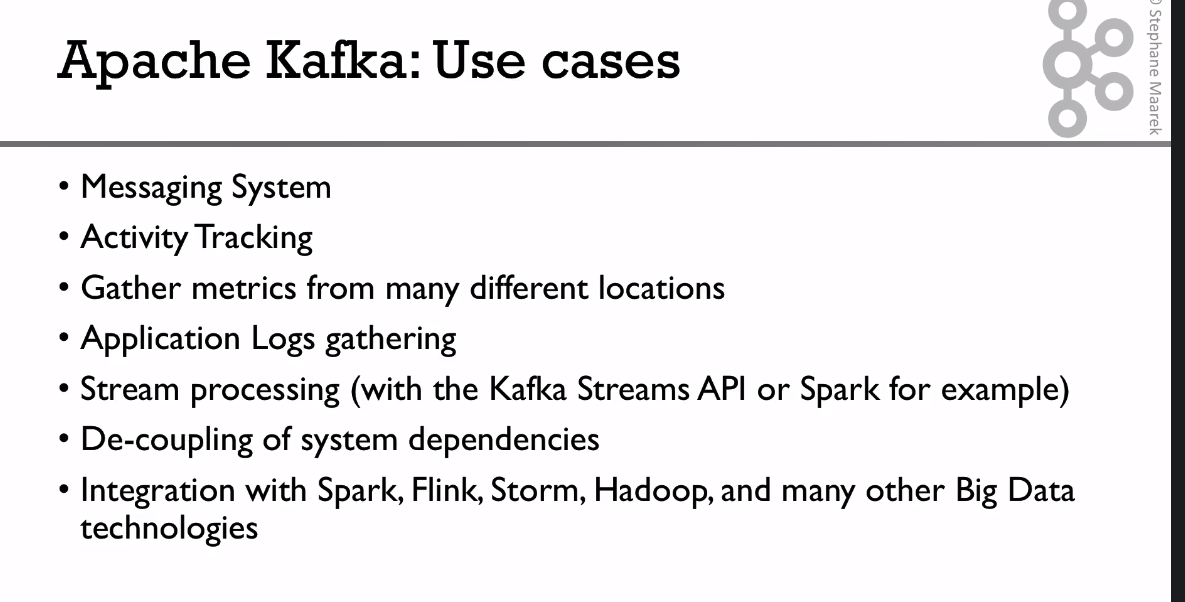 Apache Kafka: Use cases
© Stephane Maarek
• Messaging System
• Activity Tracking
• Gather metrics from many different locations
• Application Logs gathering
• Stream processing (with the Kafka Streams API or Spark for example)
• De-coupling of system dependencies
• Integration with Spark, Flink, Storm, Hadoop, and many other Big Data
technologies